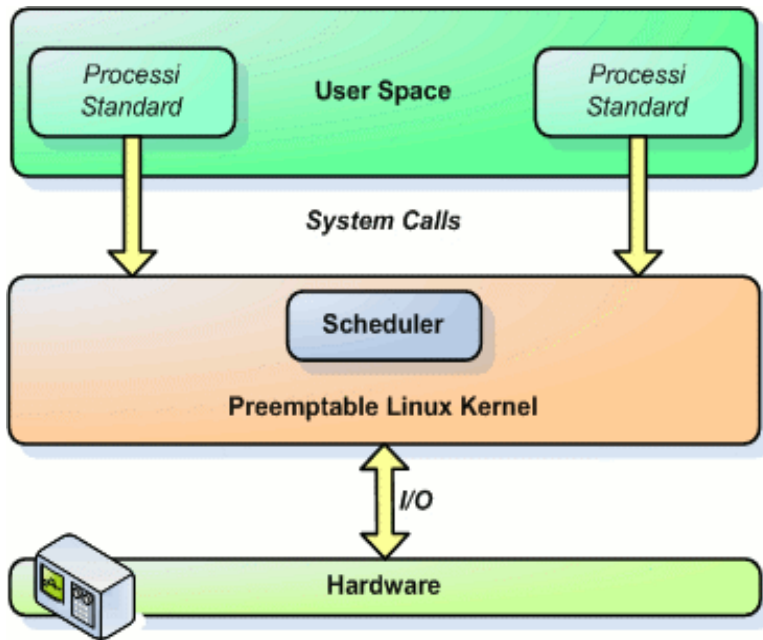 Processi
Standard
User Space
Processi
Standard
System Calls
Scheduler
Preemptable Linux Kernel
I/O
Hardware